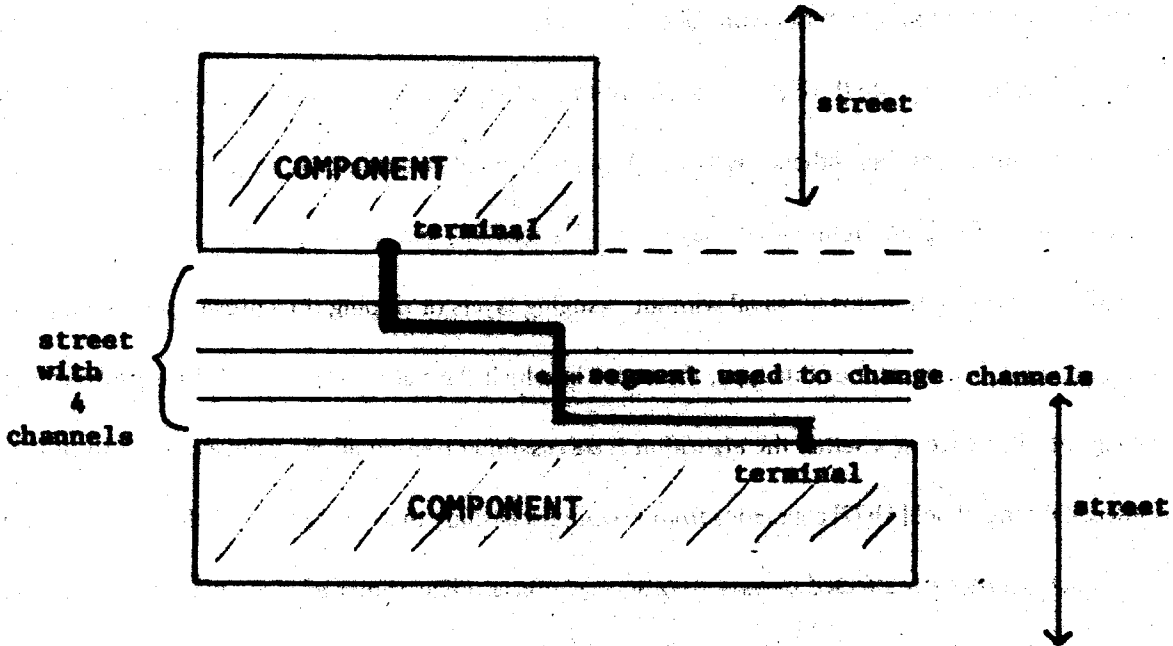 street
COMPONENT
terminal
street
with
4
channels
segment used to change channels
terminal
COMPONENT
street